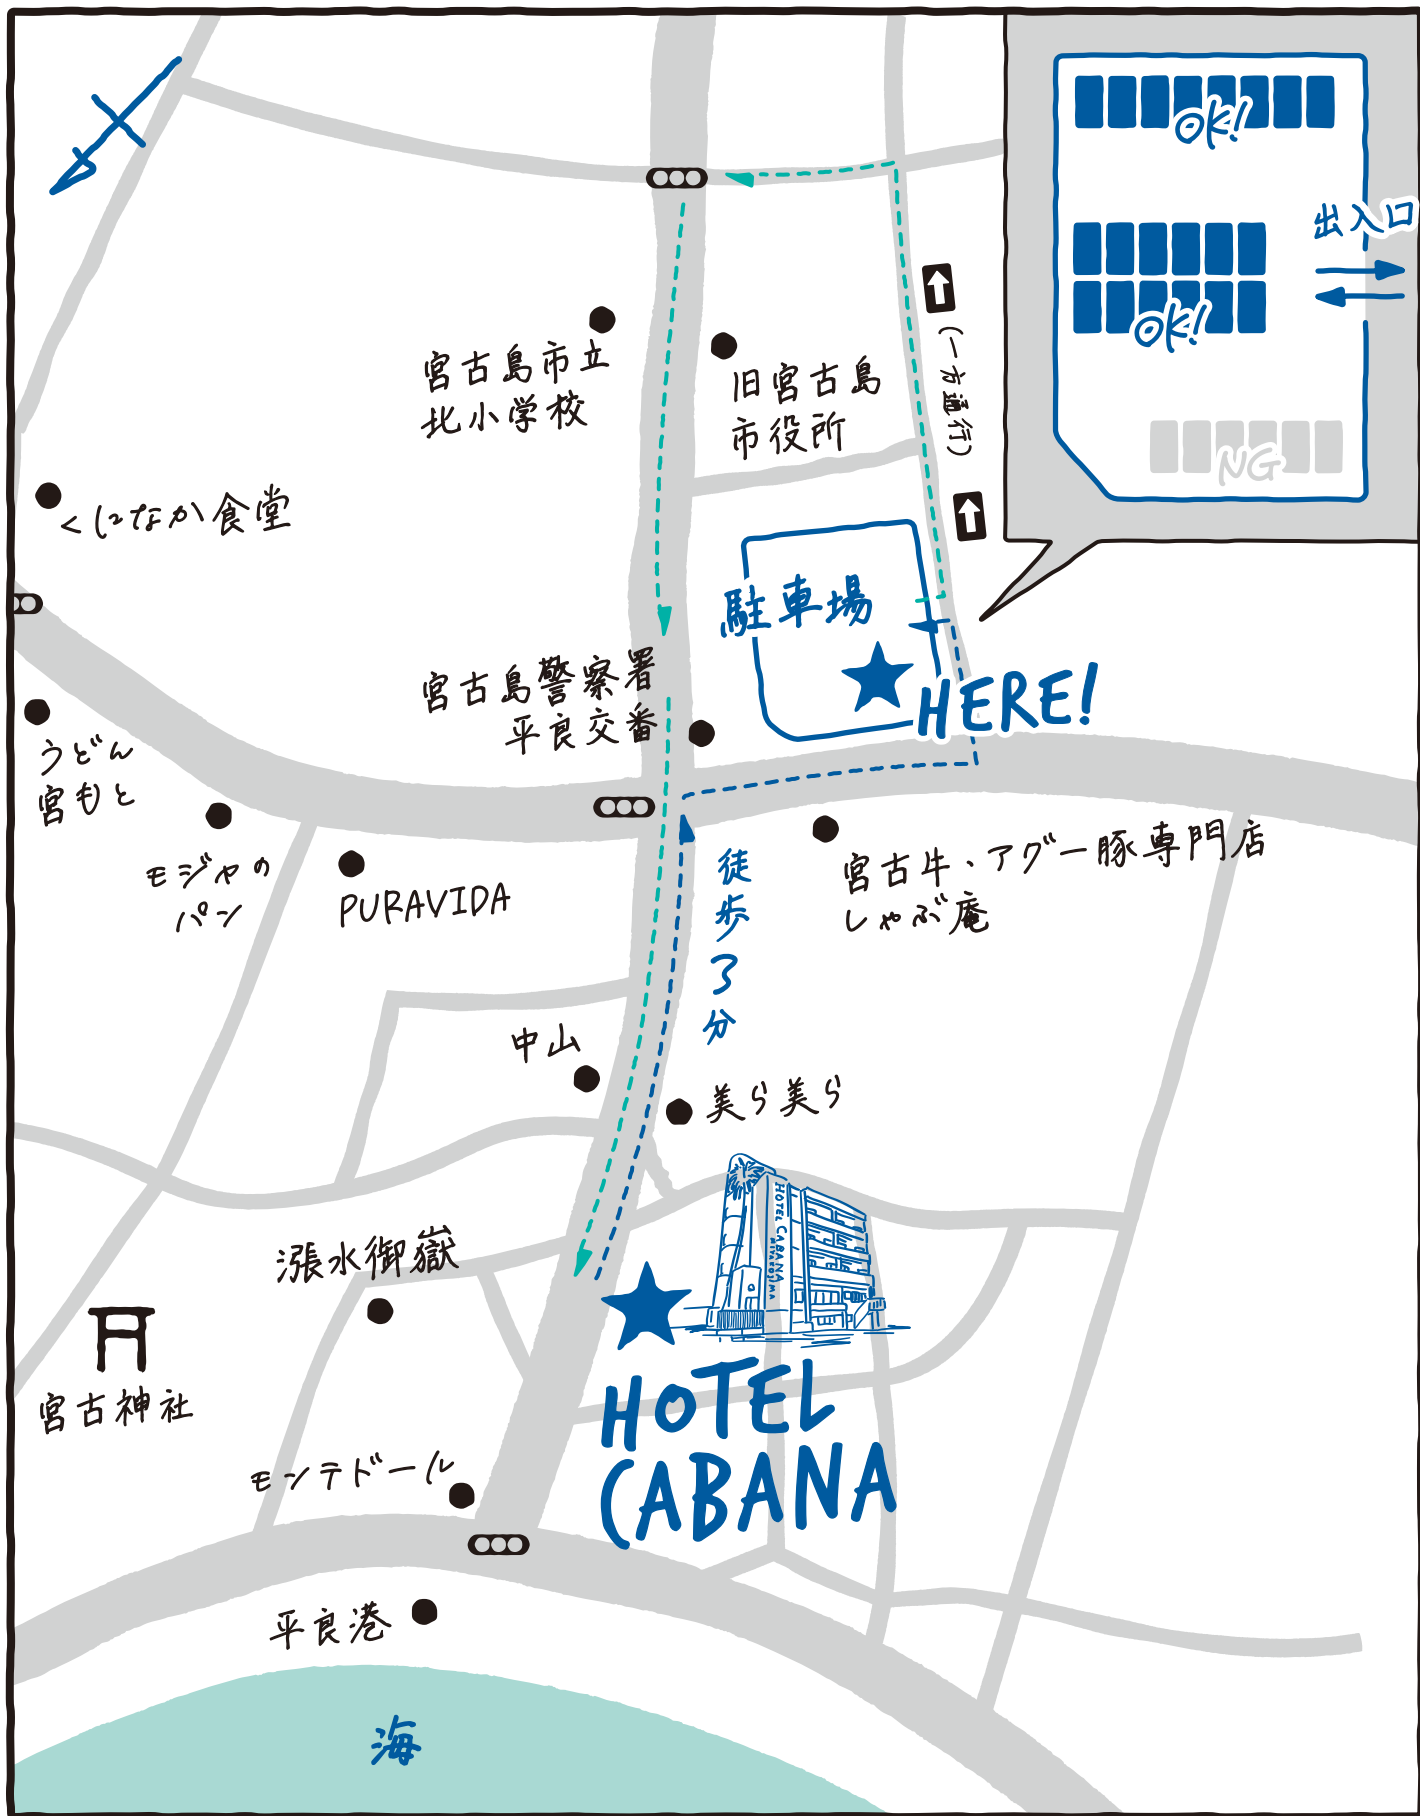 OK!
出入口
OK!
NG
(一方通行)
宮古島市立
北小学校
旧宮古島
市役所
くになか食堂
駐車場
HERE!
宮古島警察署
平良交番
うどん
宮もと
モジャの
パン
PURAVIDA
徒歩3分
宮古牛・アグー豚専門店
しゃぶ庵
中山
美ら美ら
HOTEL CABANA
MIYAKOJIMA
漲水御嶽
宮古神社
HOTEL
CABANA
モンテドール
平良港
海